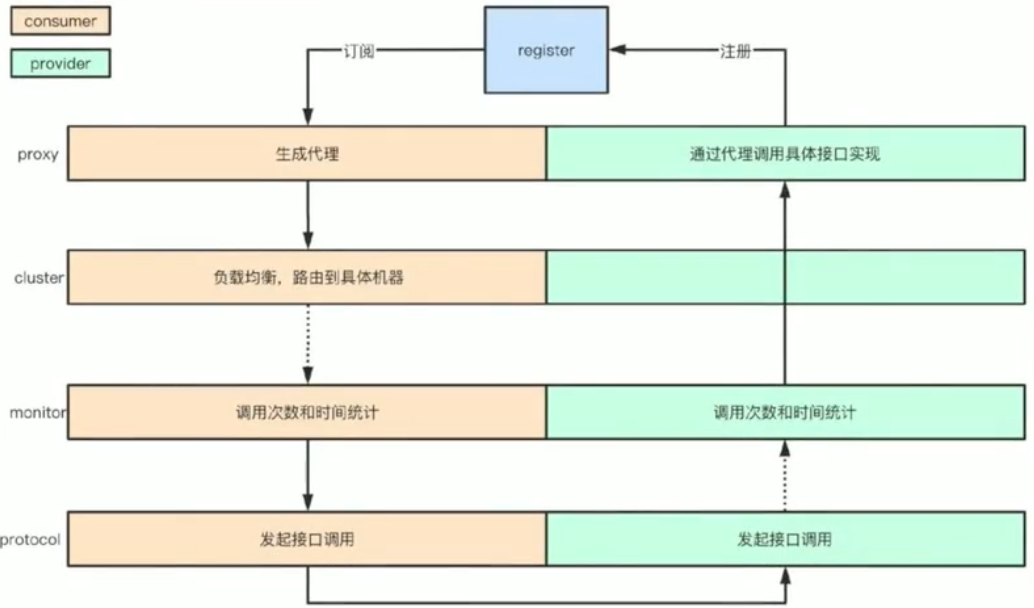 consumer
provider
订阅
register
注册
proxy
生成代理
通过代理调用具体接口实现
cluster
负载均衡，路由到具体机器
monitor
调用次数和时间统计
调用次数和时间统计
protocol
发起接口调用
发起接口调用